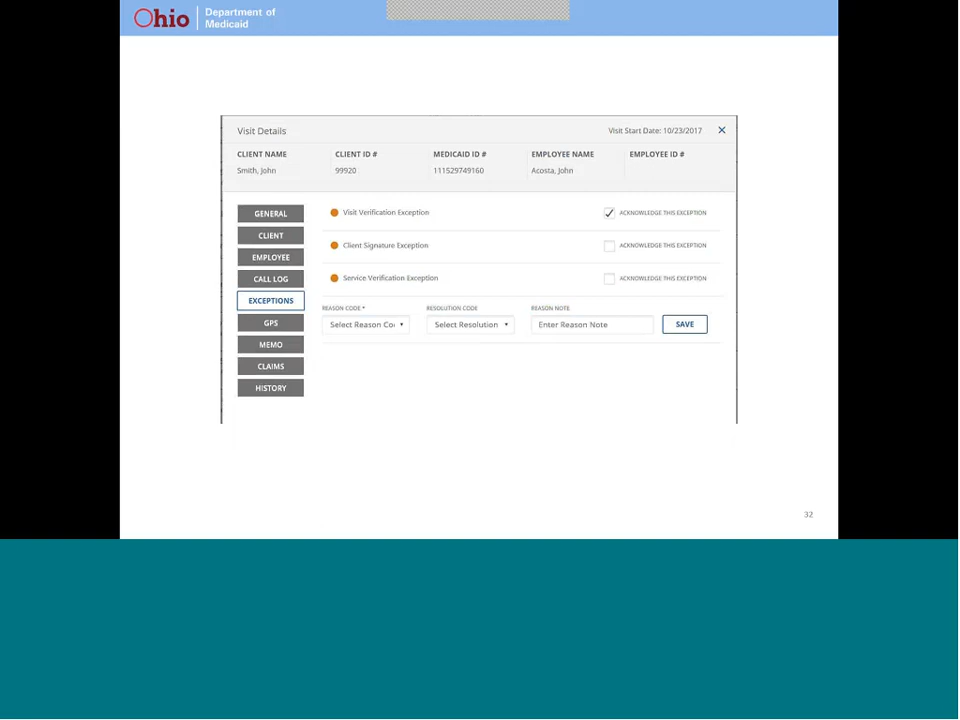 Ohio
Department of
Medicaid
Visit Details
Visit Start Date: 10/23/2017
CLIENT NAME CLIENT ID # MEDICAID ID # EMPLOYEE NAME EMPLOYEE ID #
Smith, John 99920 111529749160 Acosta, John
GENERAL
CLIENT
EMPLOYEE
CALL LOG
EXCEPTIONS
GPS
MEMO
CLAIMS
HISTORY
Visit Verification Exception ACKNOWLEDGE THIS EXCEPTION
Client Signature Exception ACKNOWLEDGE THIS EXCEPTION
Service Verification Exception ACKNOWLEDGE THIS EXCEPTION
REASON CODE * RESOLUTION CODE REASON NOTE
Select Reason Co Select Resolution Enter Reason Note SAVE
32